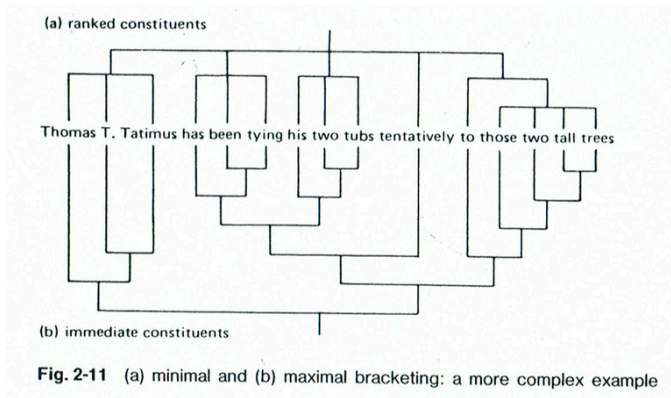 (a) ranked constituents
Thomas T. Tatimus has been tying his two tubs tentatively to those two tall trees
(b) immediate constituents
Fig. 2-11 (a) minimal and (b) maximal bracketing: a more complex example